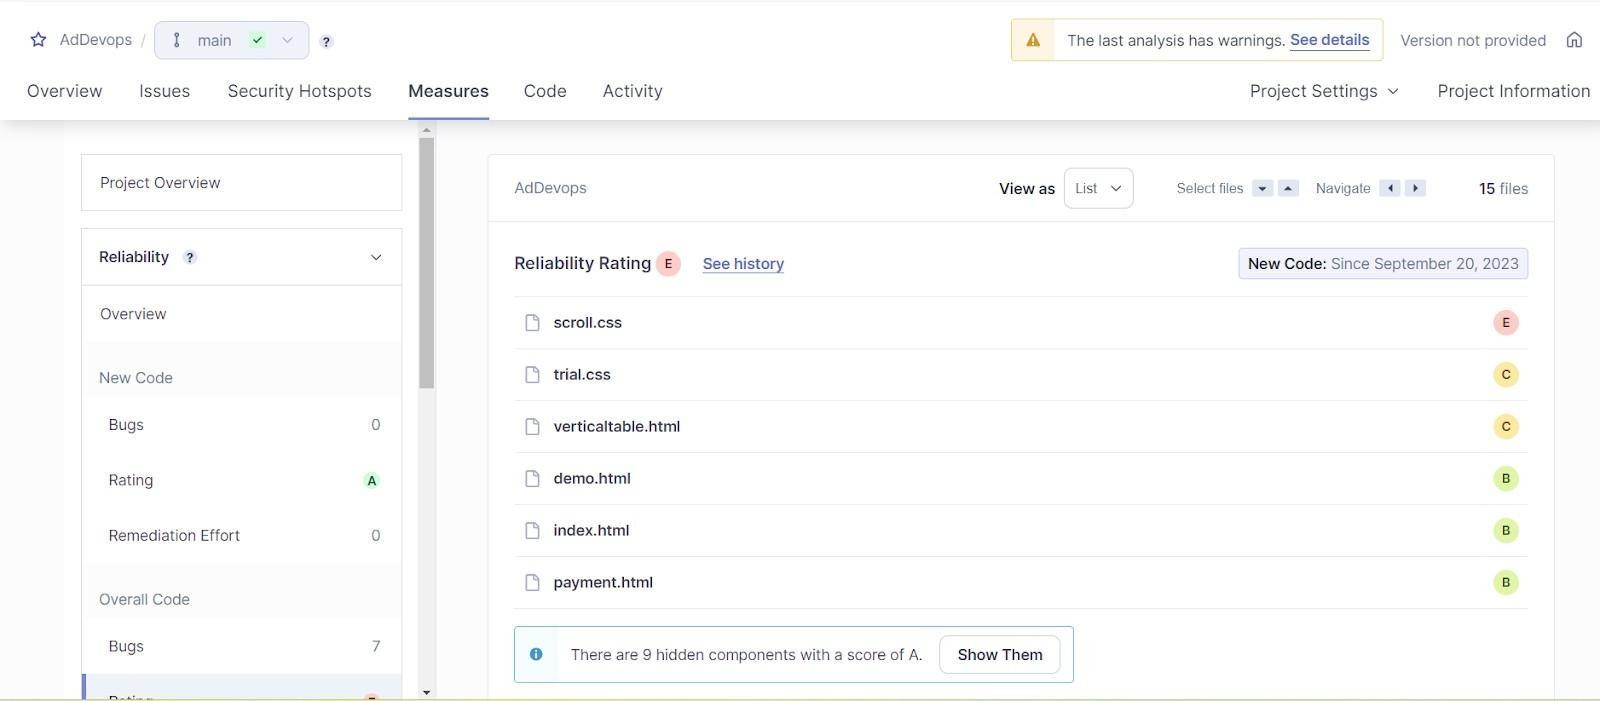 AdDevops / main ?
The last analysis has warnings. See details
Version not provided
Overview Issues Security Hotspots Measures Code Activity
Project Settings Project Information
Project Overview
Reliability ?
Overview
New Code
Bugs 0
Rating A
Remediation Effort 0
Overall Code
Bugs 7
Rating E
AdDevops View as List Select files Navigate 15 files
Reliability Rating E See history New Code: Since September 20, 2023
scroll.css E
trial.css C
verticaltable.html C
demo.html B
index.html B
payment.html B
There are 9 hidden components with a score of A. Show Them